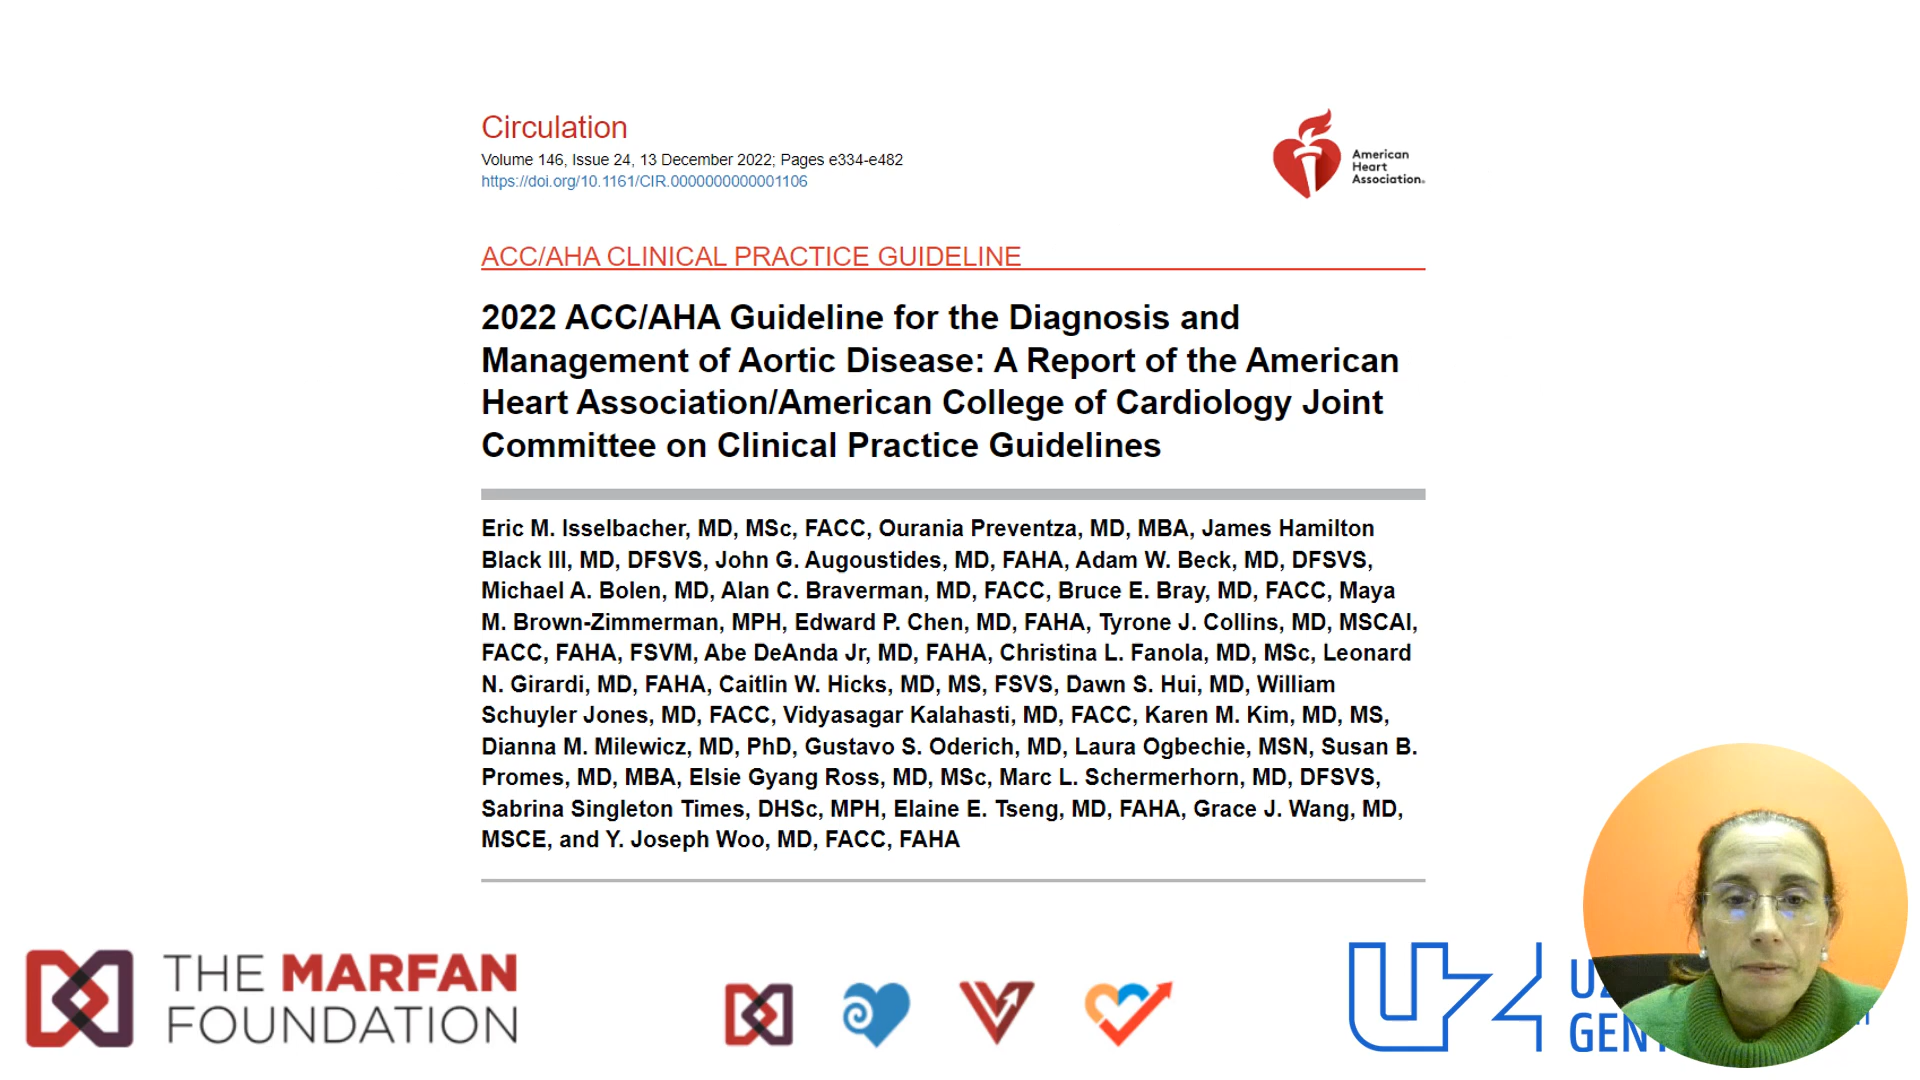 Circulation
Volume 146, Issue 24, 13 December 2022; Pages e334-e482
https://doi.org/10.1161/CIR.0000000000001106
American
Heart
Association®
ACC/AHA CLINICAL PRACTICE GUIDELINE
2022 ACC/AHA Guideline for the Diagnosis and
Management of Aortic Disease: A Report of the American
Heart Association/American College of Cardiology Joint
Committee on Clinical Practice Guidelines
Eric M. Isselbacher, MD, MSc, FACC, Ourania Preventza, MD, MBA, James Hamilton
Black III, MD, DFSVS, John G. Augoustides, MD, FAHA, Adam W. Beck, MD, DFSVS,
Michael A. Bolen, MD, Alan C. Braverman, MD, FACC, Bruce E. Bray, MD, FACC, Maya
M. Brown-Zimmerman, MPH, Edward P. Chen, MD, FAHA, Tyrone J. Collins, MD, MSCAI,
FACC, FAHA, FSVM, Abe DeAnda Jr, MD, FAHA, Christina L. Fanola, MD, MSc, Leonard
N. Girardi, MD, FAHA, Caitlin W. Hicks, MD, MS, FSVS, Dawn S. Hui, MD, William
Schuyler Jones, MD, FACC, Vidyasagar Kalahasti, MD, FACC, Karen M. Kim, MD, MS,
Dianna M. Milewicz, MD, PhD, Gustavo S. Oderich, MD, Laura Ogbechie, MSN, Susan B.
Promes, MD, MBA, Elsie Gyang Ross, MD, MSc, Marc L. Schermerhorn, MD, DFSVS,
Sabrina Singleton Times, DHSc, MPH, Elaine E. Tseng, MD, FAHA, Grace J. Wang, MD,
MSCE, and Y. Joseph Woo, MD, FACC, FAHA
THE MARFAN
FOUNDATION